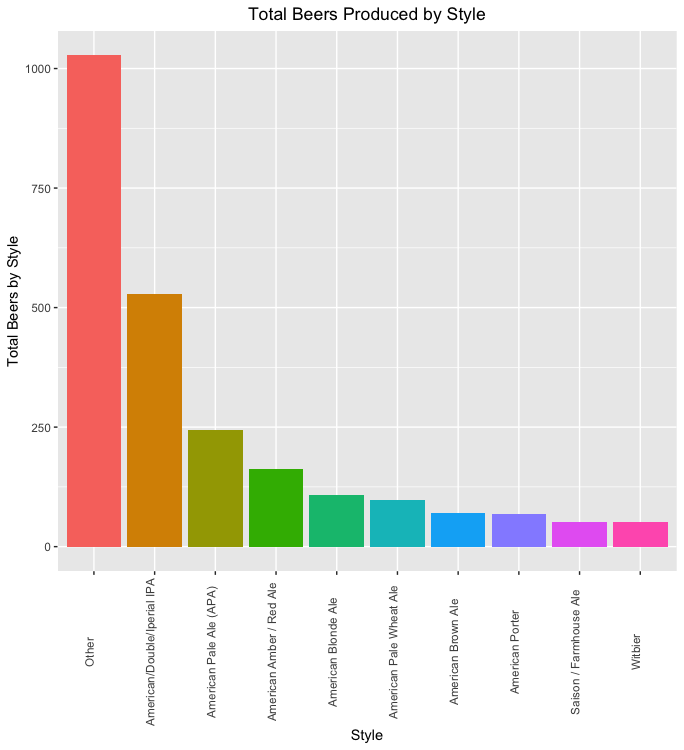 Total Beers Produced by Style
Total Beers by Style
1000
750
500
250
0
Other
American/Double/Iperial IPA
American Pale Ale (APA)
American Amber / Red Ale
American Blonde Ale
American Pale Wheat Ale
American Brown Ale
American Porter
Saison / Farmhouse Ale
Witbier
Style